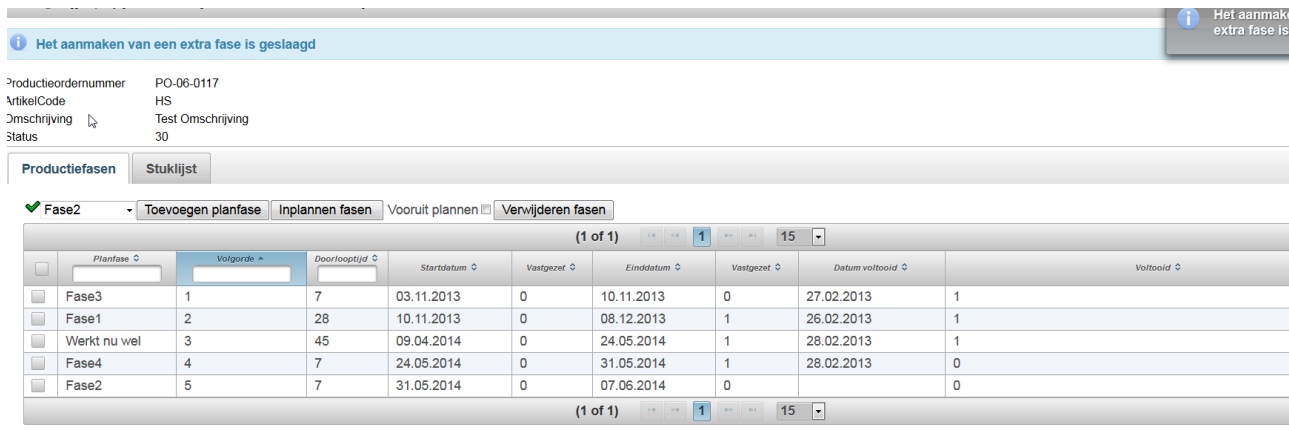 Het aanmake
extra fase is
Het aanmaken van een extra fase is geslaagd
Productieordernummer PO-06-0117
ArtikelCode HS
Omschrijving Test Omschrijving
Status 30
Productiefasen Stuklijst
Fase2 Toevoegen planfase Inplannen fasen Vooruit plannen Verwijderen fasen
(1 of 1) 1 15
Planfase Volgorde Doorlooptijd Startdatum Vastgezet Einddatum Vastgezet Datum voltooid Voltooid
Fase3 1 7 03.11.2013 0 10.11.2013 0 27.02.2013 1
Fase1 2 28 10.11.2013 0 08.12.2013 1 26.02.2013 1
Werkt nu wel 3 45 09.04.2014 0 24.05.2014 1 28.02.2013 1
Fase4 4 7 24.05.2014 0 31.05.2014 1 28.02.2013 0
Fase2 5 7 31.05.2014 0 07.06.2014 0 0
(1 of 1) 1 15